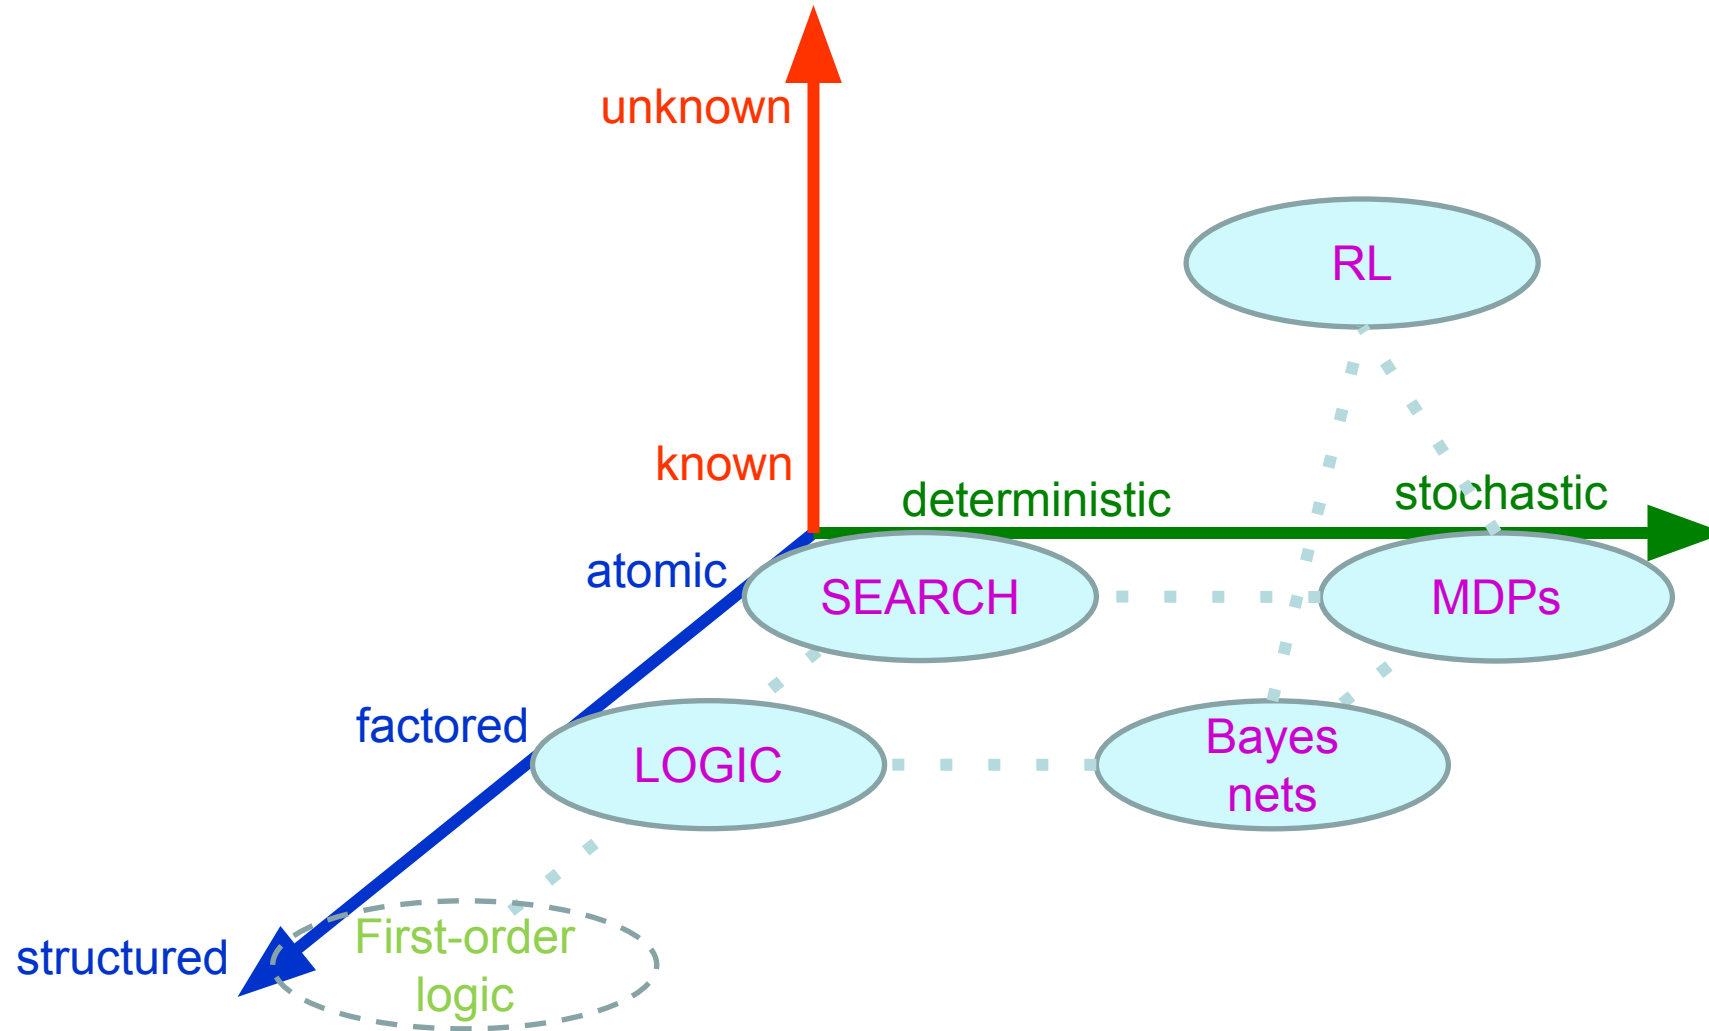 unknown
RL
known
deterministic
stochastic
atomic
SEARCH
MDPs
factored
LOGIC
Bayes
nets
structured
First-order
logic